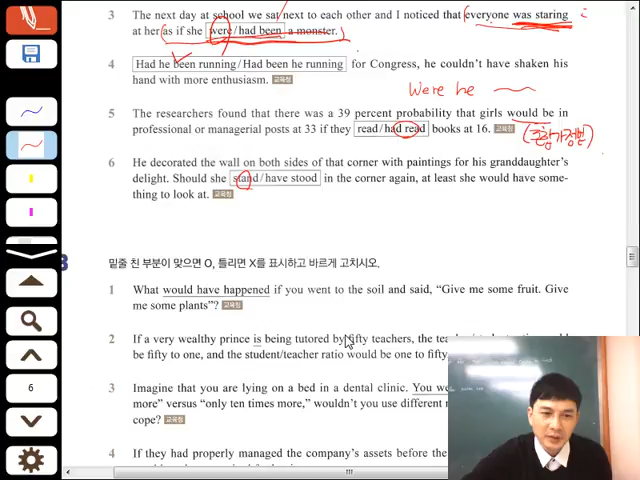 3 The next day at school we sat next to each other and I noticed that everyone was staring
at her as if she were/had been a monster.
4 Had he been running/Had been he running for Congress, he couldn't have shaken his
hand with more enthusiasm. 교육청
Were he
5 The researchers found that there was a 39 percent probability that girls would be in
professional or managerial posts at 33 if they read/had read books at 16. 교육청
(혼합가정법)
6 He decorated the wall on both sides of that corner with paintings for his granddaughter's
delight. Should she stand/have stood in the corner again, at least she would have some-
thing to look at. 교육청
밑줄 친 부분이 맞으면 O, 틀리면 X를 표시하고 바르게 고치시오.
1 What would have happened if you went to the soil and said, "Give me some fruit. Give
me some plants"? 교육청
2 If a very wealthy prince is being tutored by fifty teachers, the
be fifty to one, and the student/teacher ratio would be one to fifty.
3 Imagine that you are lying on a bed in a dental clinic. You
more" versus "only ten times more," wouldn't you use different
6
cope? 교육청
4 If they had properly managed the company's assets before the